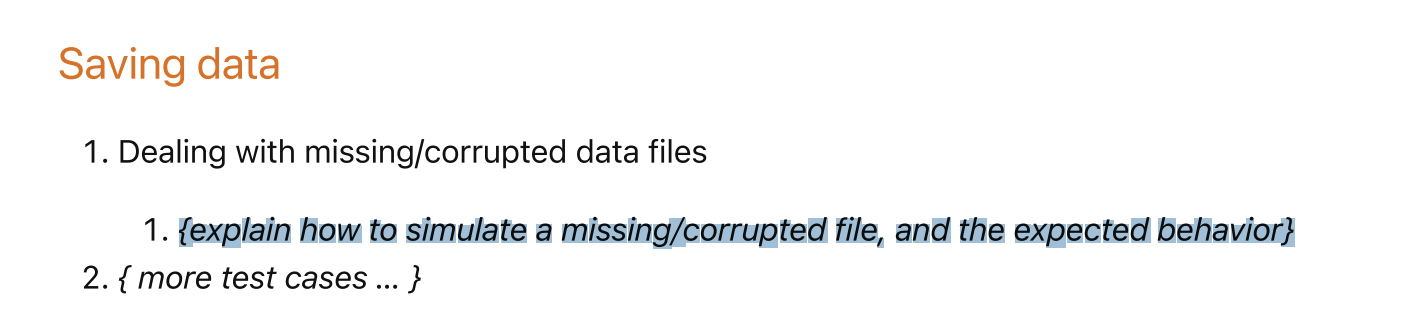 Saving data
1. Dealing with missing/corrupted data files
1. {explain how to simulate a missing/corrupted file, and the expected behavior}
2. { more test cases ... }